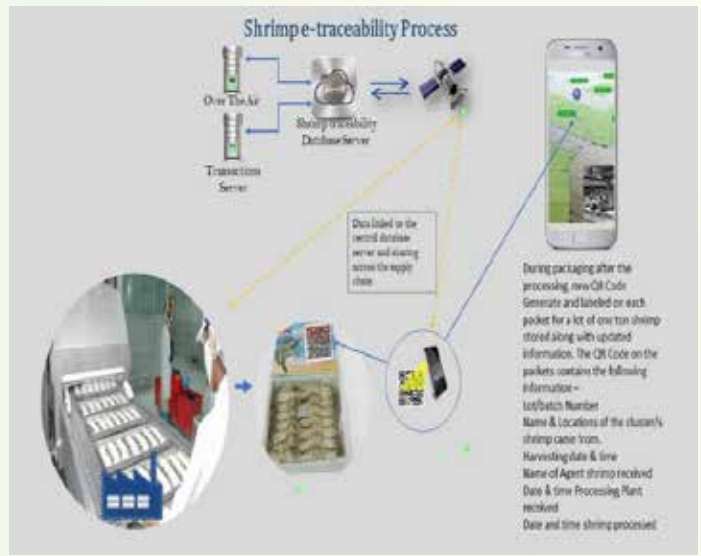 Shrimp e-traceability Process
Over The Air
Shrimp traceability
Database Server
Transactions
Server
Data linked to the
central database
server and sharing
across the supply
chain
During packaging after the
processing, new QR Code
Generate and labeled on each
packet for a lot of one ton shrimp
stored along with updated
information. The QR Code on the
packets contains the following
information –
Lot/batch Number
Name & Locations of the cluster/s
shrimp came from.
Harvesting date & time
Name of Agent shrimp received
Date & time Processing Plant
received
Date and time shrimp processed